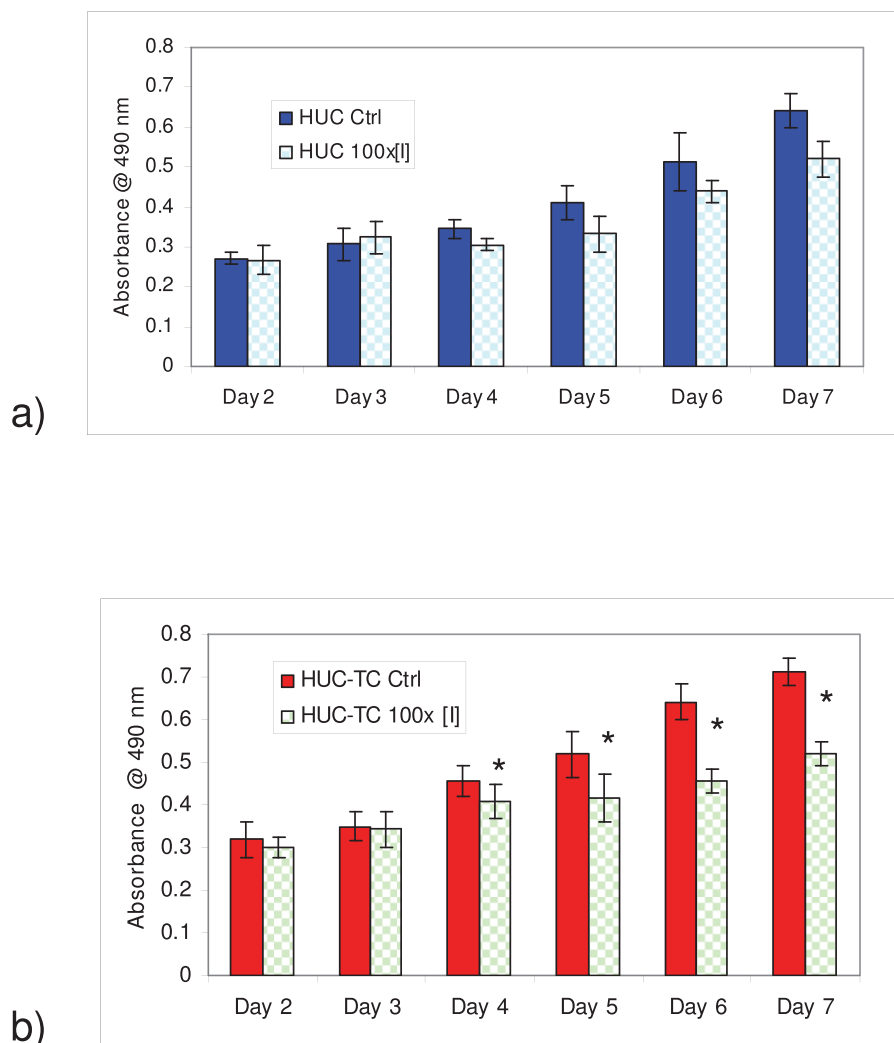 0.8
0.7
0.6
0.5
0.4
0.3
0.2
0.1
0
Absorbance @ 490 nm
HUC Ctrl
HUC 100x[I]
Day 2 Day 3 Day 4 Day 5 Day 6 Day 7
a)
0.8
0.7
0.6
0.5
0.4
0.3
0.2
0.1
0
Absorbance @ 490 nm
HUC-TC Ctrl
HUC-TC 100x [I]
* * * *
Day 2 Day 3 Day 4 Day 5 Day 6 Day 7
b)